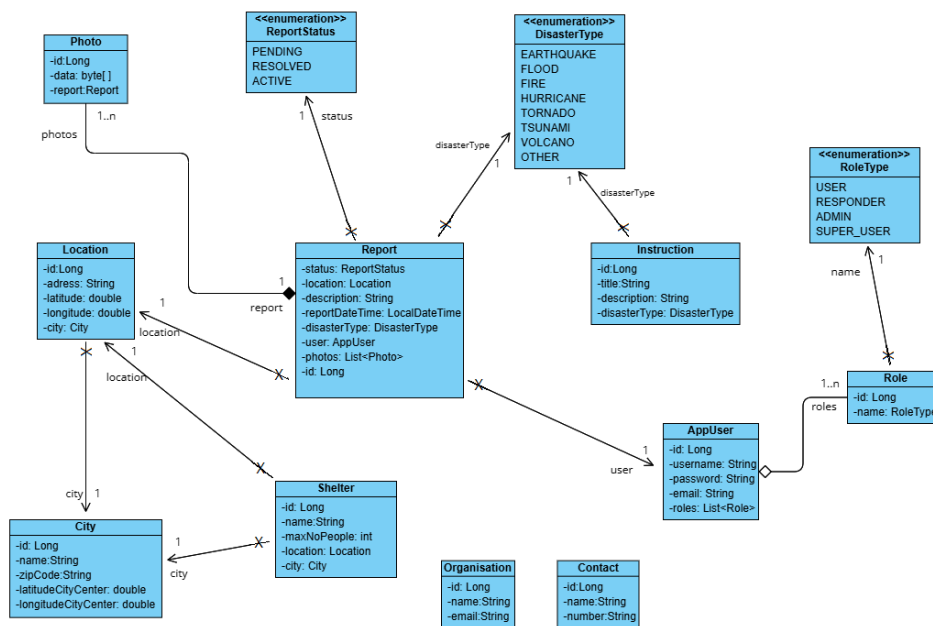 Photo
-id:Long
-data: byte[ ]
-report:Report
1..n
photos
<<enumeration>>
ReportStatus
PENDING
RESOLVED
ACTIVE
1
status
<<enumeration>>
DisasterType
EARTHQUAKE
FLOOD
FIRE
HURRICANE
TORNADO
TSUNAMI
VOLCANO
OTHER
disasterType
1
1
disasterType
<<enumeration>>
RoleType
USER
RESPONDER
ADMIN
SUPER_USER
1
name
Location
-id:Long
-adress: String
-latitude: double
-longitude: double
-city: City
1
location
1
location
1
report
Report
-status: ReportStatus
-location: Location
-description: String
-reportDateTime: LocalDateTime
-disasterType: DisasterType
-user: AppUser
-photos: List<Photo>
-id: Long
Instruction
-id:Long
-title:String
-description: String
-disasterType: DisasterType
Role
-id: Long
-name: RoleType
1..n
roles
AppUser
-id: Long
-username: String
-password: String
-email: String
-roles: List<Role>
1
user
Shelter
-id: Long
-name:String
-maxNoPeople: int
-location: Location
-city: City
city
1
1
city
City
-id: Long
-name:String
-zipCode:String
-latitudeCityCenter: double
-longitudeCityCenter: double
Organisation
-id: Long
-name:String
-email:String
Contact
-id:Long
-name:String
-number:String